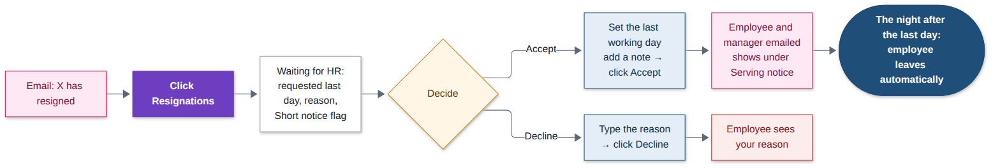 Email: X has
resigned
Click
Resignations
Waiting for HR:
requested last
day, reason,
Short notice flag
Decide
Accept
Set the last
working day
add a note →
click Accept
Employee and
manager emailed
shows under
Serving notice
The night after
the last day:
employee
leaves
automatically
Decline
Type the reason
→ click Decline
Employee sees
your reason